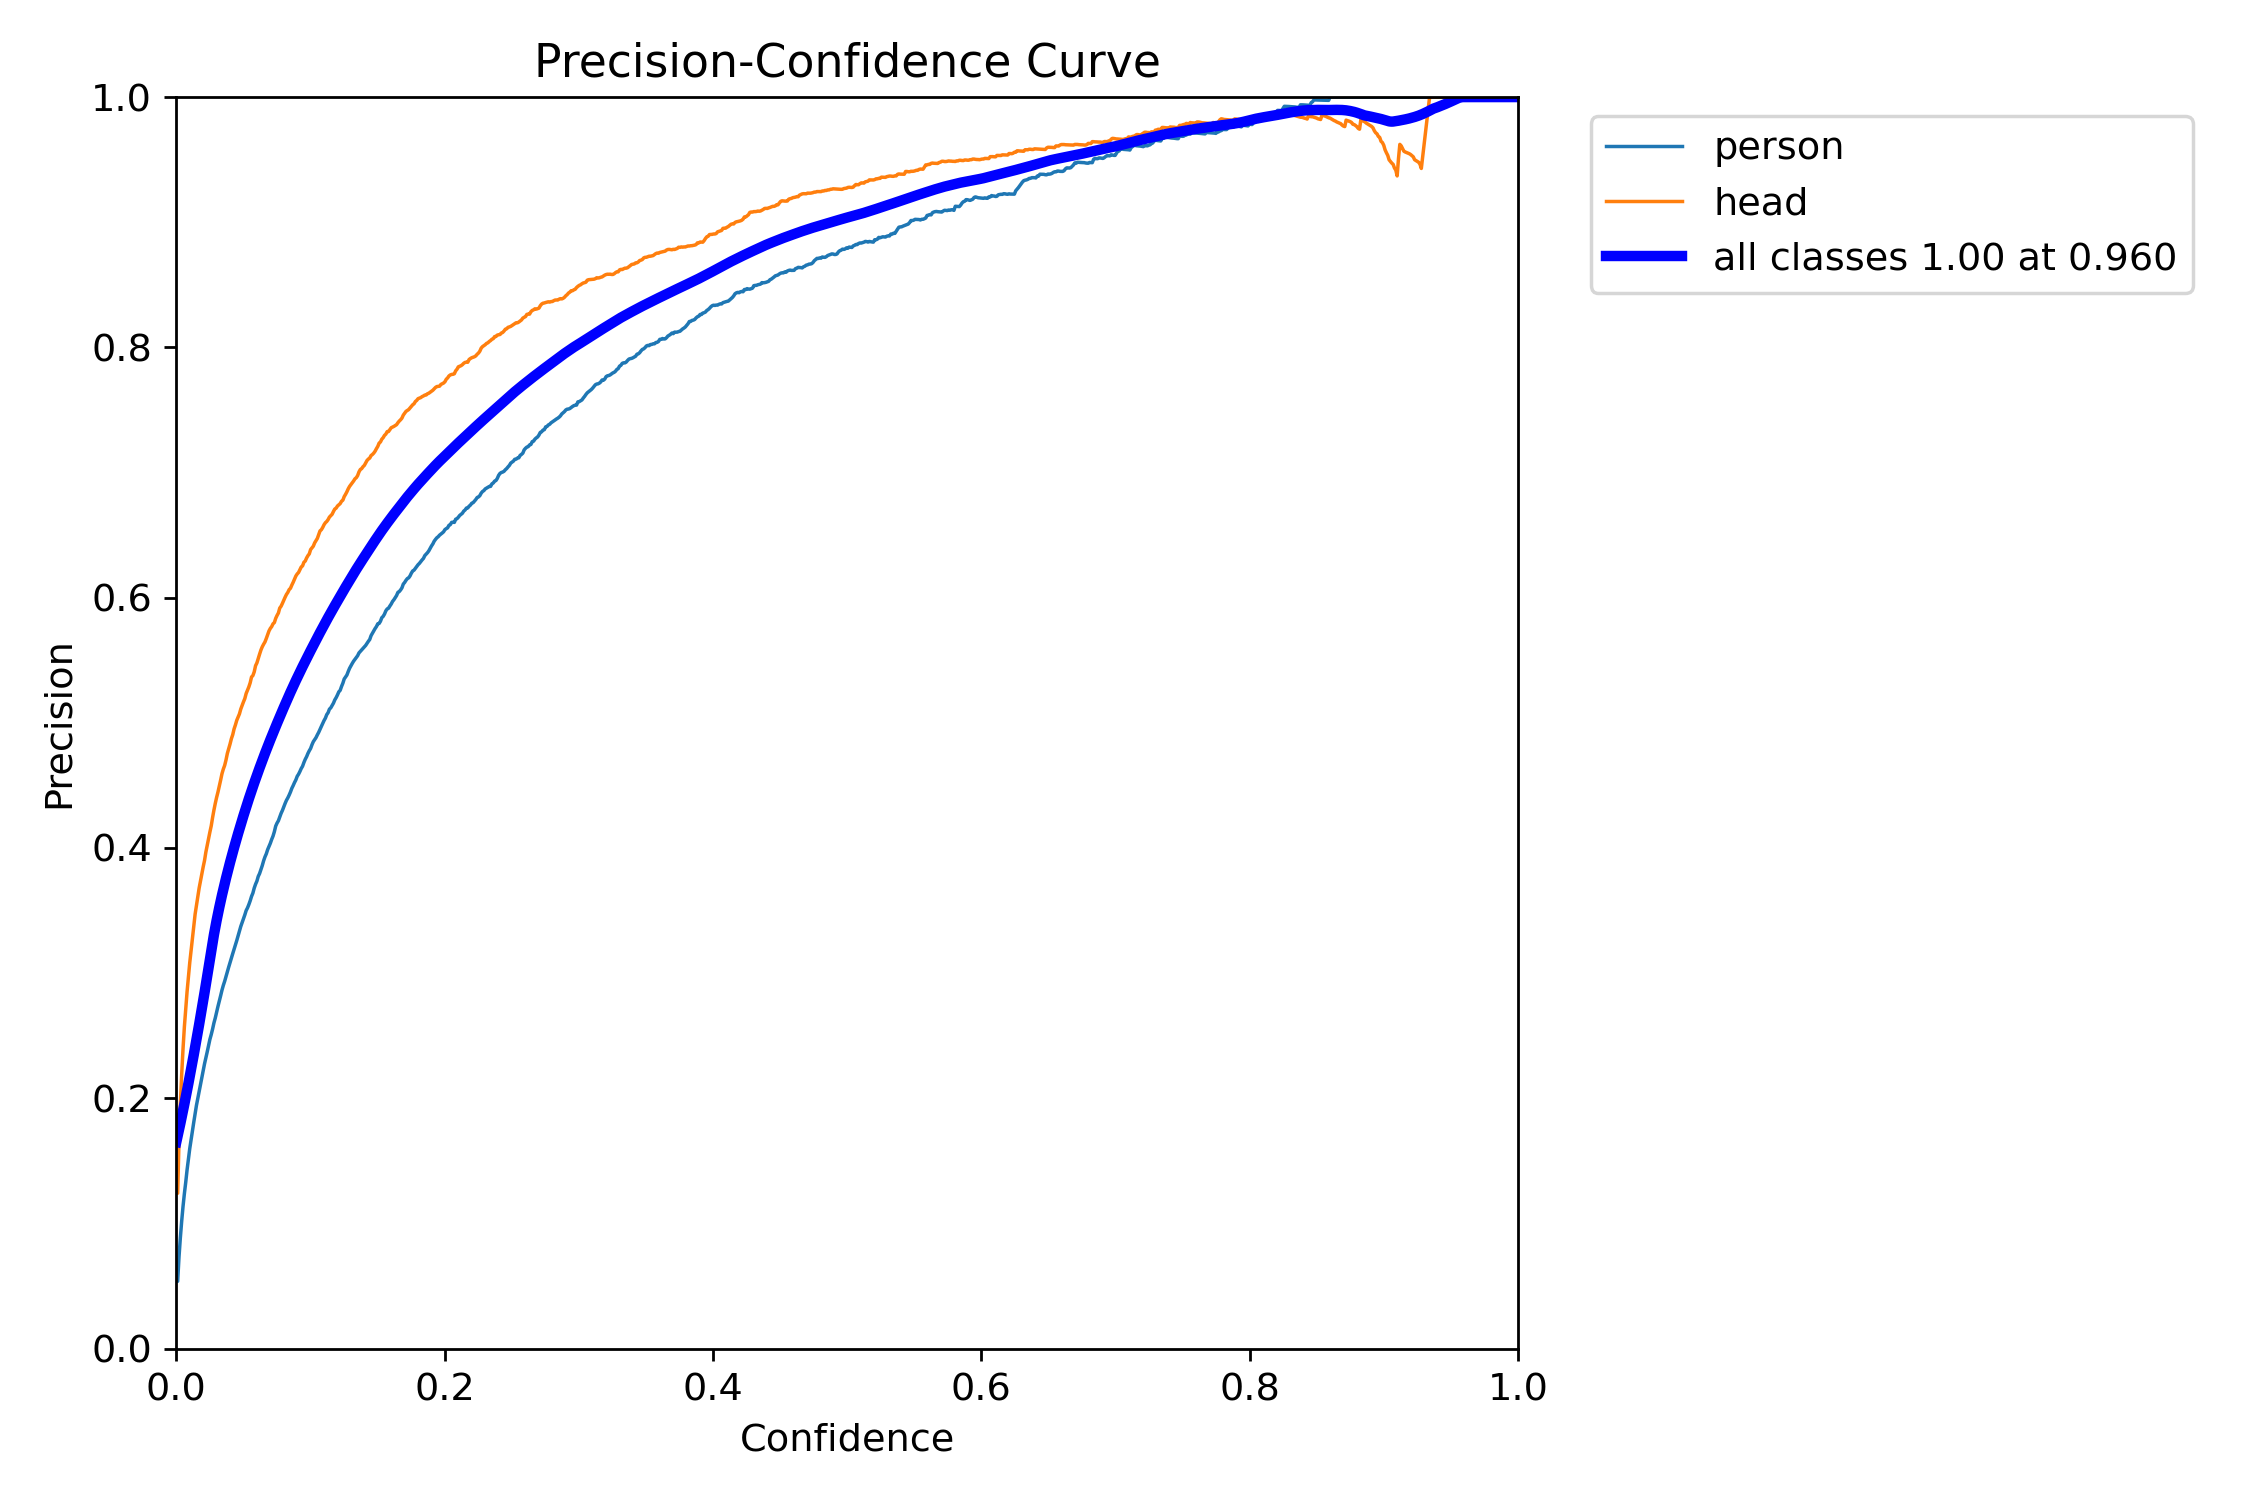 Precision-Confidence Curve
1.0
0.8
0.6
0.4
0.2
0.0
Precision
0.0 0.2 0.4 0.6 0.8 1.0
Confidence
person
head
all classes 1.00 at 0.960